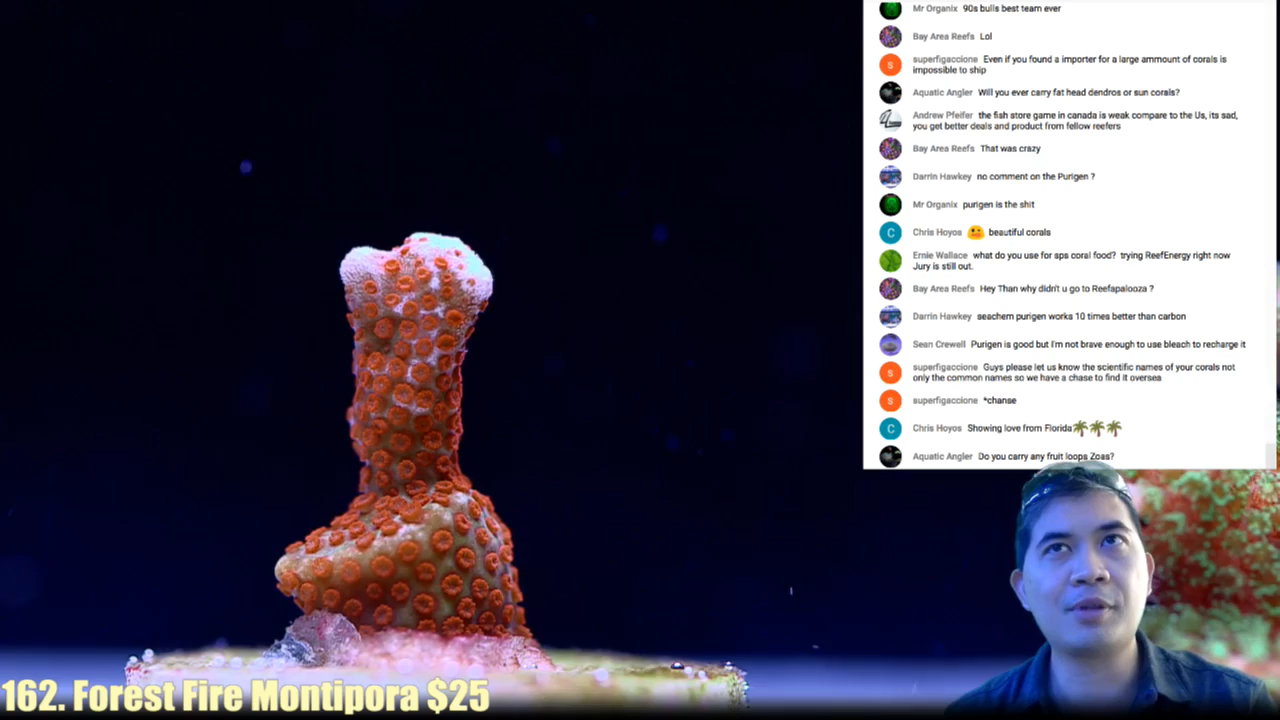 Mr Organix 90s bulls best team ever
Bay Area Reefs Lol
superfigaccione Even if you found a importer for a large ammount of corals is
impossible to ship
Aquatic Angler Will you ever carry fat head dendros or sun corals?
Andrew Pfeifer the fish store game in canada is weak compare to the Us, its sad,
you get better deals and product from fellow reefers
Bay Area Reefs That was crazy
Darrin Hawkey no comment on the Purigen ?
Mr Organix purigen is the shit
C Chris Hoyos beautiful corals
Ernie Wallace what do you use for sps coral food? trying ReefEnergy right now
Jury is still out.
Bay Area Reefs Hey Than why didn't u go to Reefapalooza ?
Darrin Hawkey seachem purigen works 10 times better than carbon
Sean Crewell Purigen is good but I'm not brave enough to use bleach to recharge it
superfigaccione Guys please let us know the scientific names of your corals not
only the common names so we have a chase to find it oversea
superfigaccione *chanse
C Chris Hoyos Showing love from Florida🌴🌴🌴
Aquatic Angler Do you carry any fruit loops Zoas?
162. Forest Fire Montipora $25